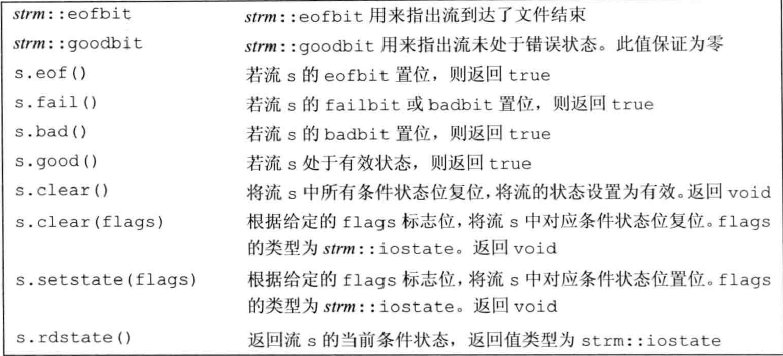 strm::eofbit strm::eofbit 用来指出流到达了文件结束
strm::goodbit strm::goodbit 用来指出流未处于错误状态。此值保证为零
s.eof() 若流 s 的 eofbit 置位，则返回 true
s.fail() 若流 s 的 failbit 或 badbit 置位，则返回 true
s.bad() 若流 s 的 badbit 置位，则返回 true
s.good() 若流 s 处于有效状态，则返回 true
s.clear() 将流 s 中所有条件状态位复位，将流的状态设置为有效。返回 void
s.clear(flags) 根据给定的 flags 标志位，将流 s 中对应条件状态位复位。flags
的类型为 strm::iostate。返回 void
s.setstate(flags) 根据给定的 flags 标志位，将流 s 中对应条件状态位置位。flags
的类型为 strm::iostate。返回 void
s.rdstate() 返回流 s 的当前条件状态，返回值类型为 strm::iostate